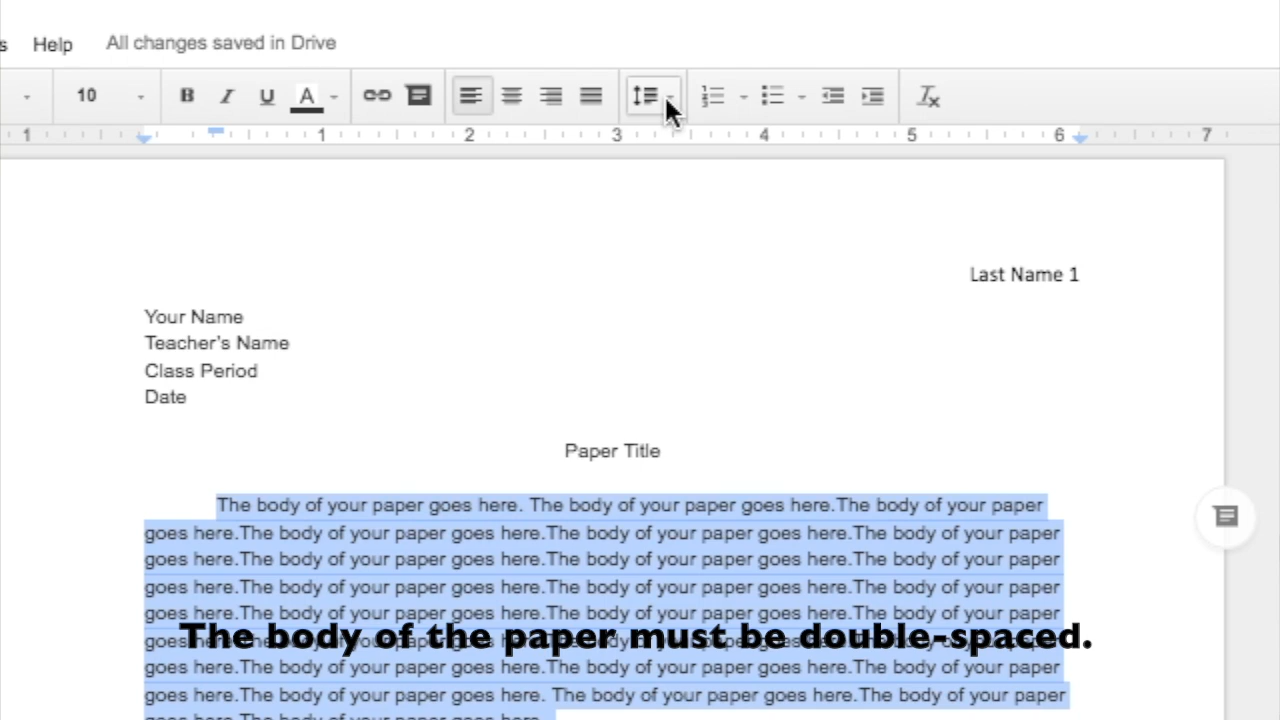 s Help All changes saved in Drive
10 B I U A
1 1 2 3 4 5 6 7
Last Name 1
Your Name
Teacher's Name
Class Period
Date
Paper Title
The body of your paper goes here. The body of your paper goes here.The body of your paper
goes here.The body of your paper goes here.The body of your paper goes here.The body of your paper
goes here.The body of your paper goes here.The body of your paper goes here.The body of your paper
goes here.The body of your paper goes here.The body of your paper goes here.The body of your paper
goes here.The body of your paper goes here.The body of your paper goes here.The body of your paper
The body of the paper must be double-spaced.
goes here.The body of your paper goes here.The body of your paper goes here.The body of your paper
goes here.The body of your paper goes here. The body of your paper goes here.The body of your paper
goes here.The body of your paper goes here.